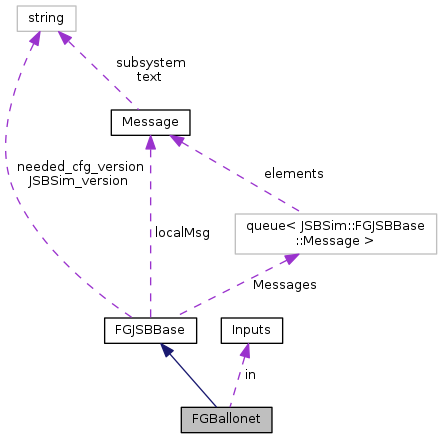 string
subsystem
text
Message
needed_cfg_version
JSBSim_version
elements
localMsg
queue< JSBSim::FGJSBBase
::Message >
Messages
FGJSBBase
Inputs
in
FGBallonet